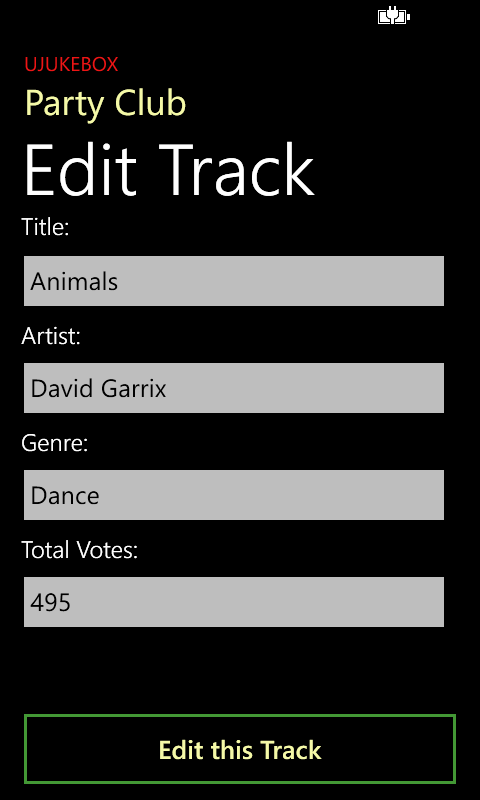 UJUKEBOX
Party Club
Edit Track
Title:
Animals
Artist:
David Garrix
Genre:
Dance
Total Votes:
495
Edit this Track